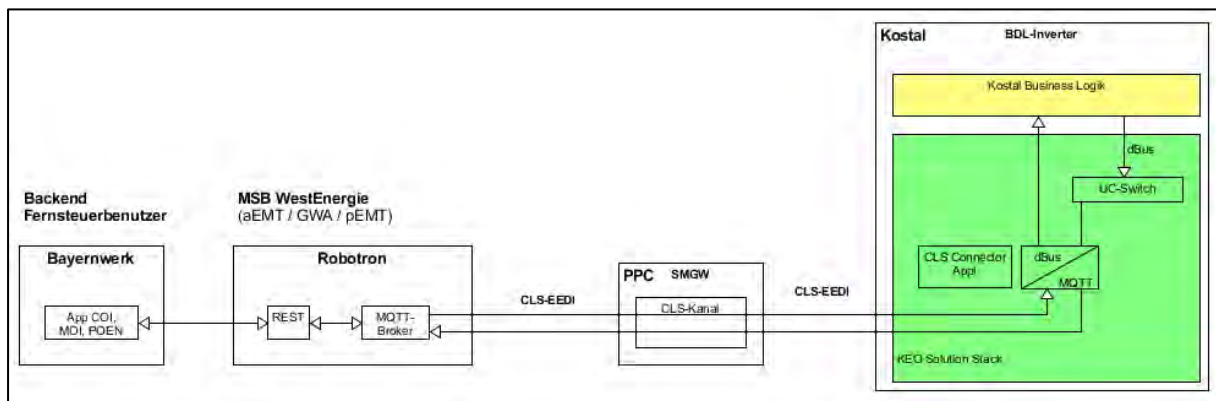 Kostal
BDL-Inverter
Kostal Business Logik
dBus
UC-Switch
Backend
Fernsteuerbenutzer
MSB WestEnergie
(aEMT / GWA / pEMT)
Bayernwerk
Robotron
PPC
SMGW
CLS Connector
Appl
dBus
MQTT
CLS-EEDI
CLS-EEDI
CLS-Kanal
App COI,
MDI, POEN
REST
MQTT-
Broker
KEO Solution Stack